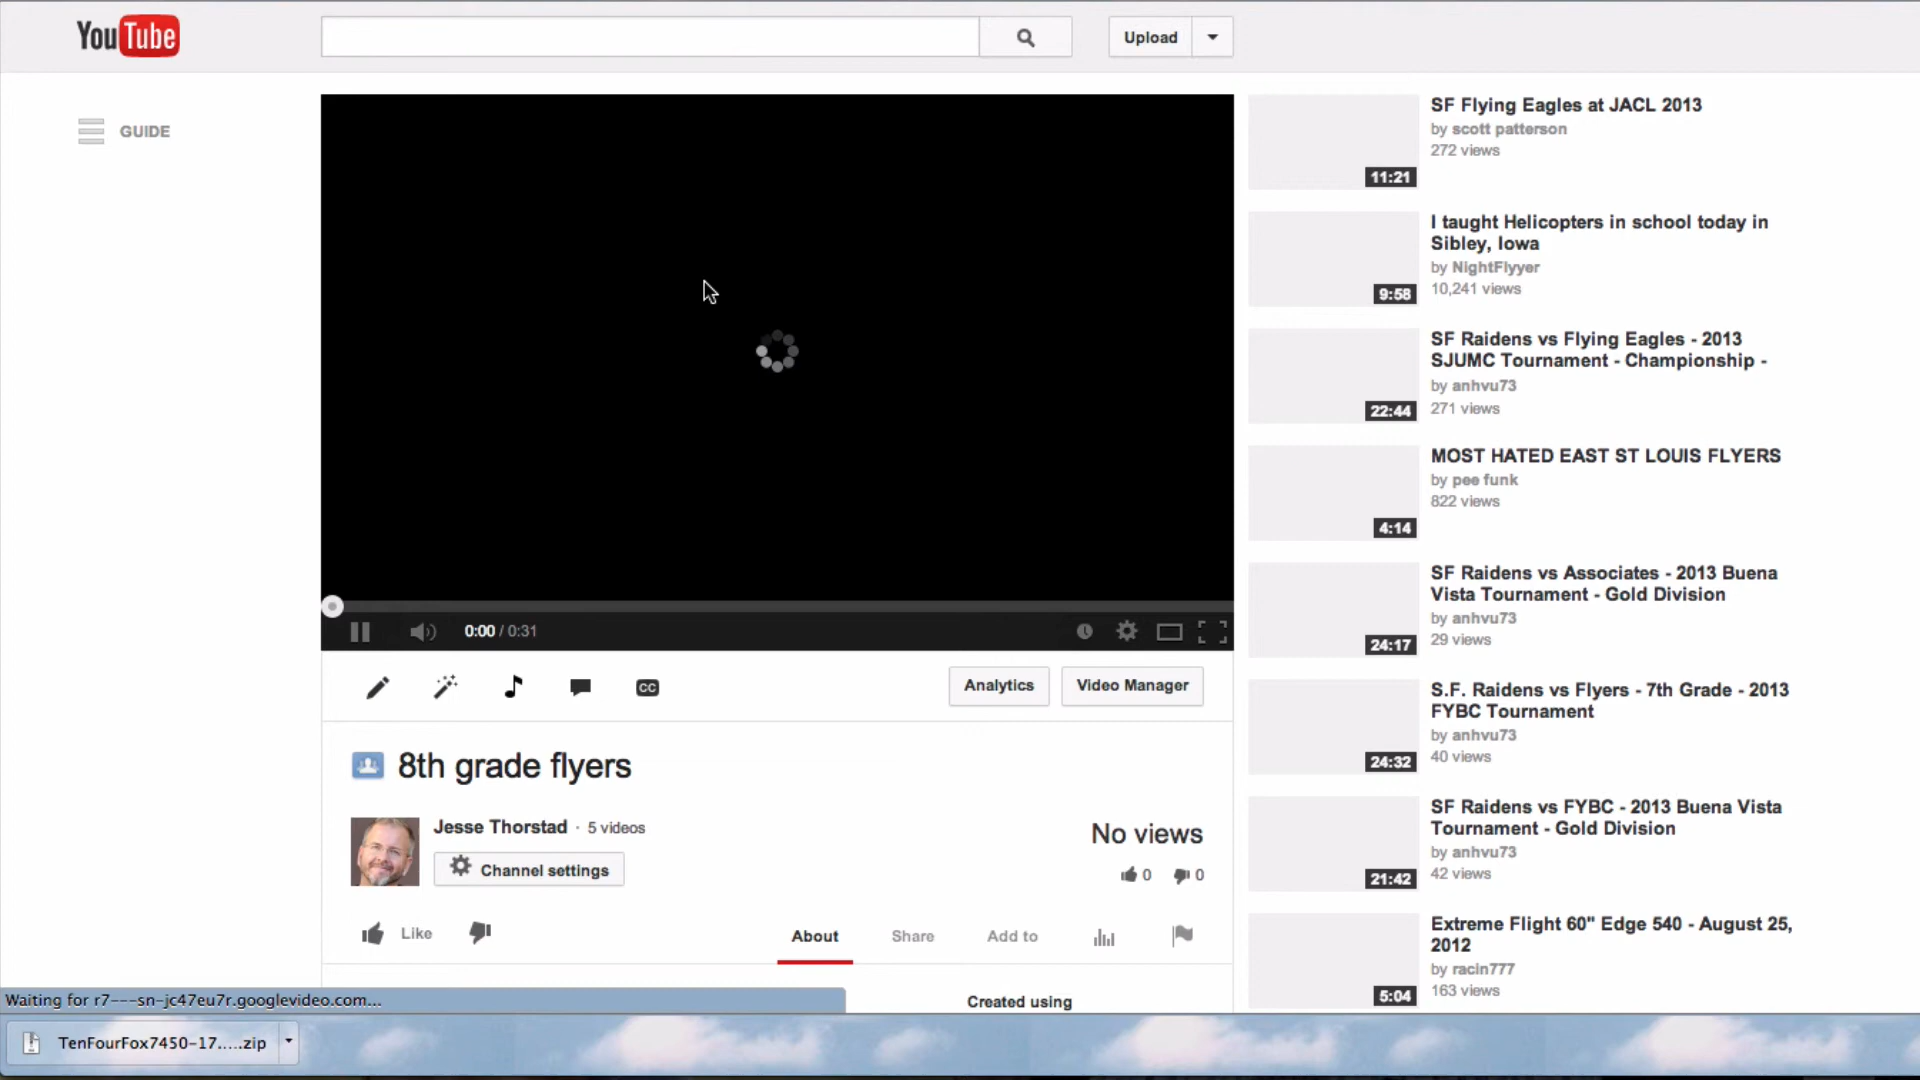 YouTube
Upload
GUIDE
0:00 / 0:31
CC
Analytics
Video Manager
8th grade flyers
Jesse Thorstad · 5 videos
Channel settings
No views
0
0
Like
About
Share
Add to
Created using
SF Flying Eagles at JACL 2013
by scott patterson
272 views
11:21
I taught Helicopters in school today in
Sibley, Iowa
by NightFlyyer
10,241 views
9:58
SF Raidens vs Flying Eagles - 2013
SJUMC Tournament - Championship -
by anhvu73
271 views
22:44
MOST HATED EAST ST LOUIS FLYERS
by pee funk
822 views
4:14
SF Raidens vs Associates - 2013 Buena
Vista Tournament - Gold Division
by anhvu73
29 views
24:17
S.F. Raidens vs Flyers - 7th Grade - 2013
FYBC Tournament
by anhvu73
40 views
24:32
SF Raidens vs FYBC - 2013 Buena Vista
Tournament - Gold Division
by anhvu73
42 views
21:42
Extreme Flight 60" Edge 540 - August 25,
2012
by racin777
163 views
5:04
Waiting for r7---sn-jc47eu7r.googlevideo.com...
TenFourFox7450-17.....zip